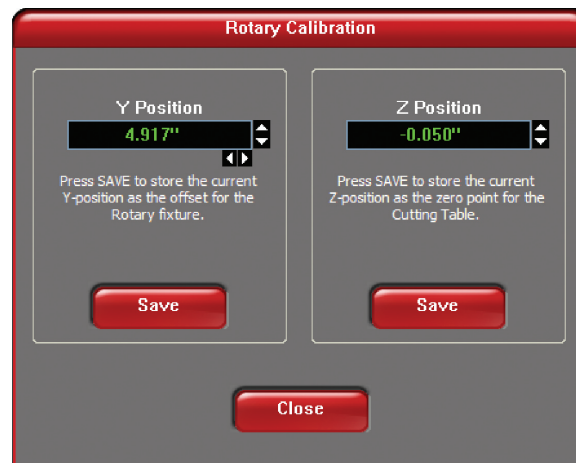 Rotary Calibration
Y Position
4.917"
Press SAVE to store the current
Y-position as the offset for the
Rotary fixture.
Save
Z Position
-0.050"
Press SAVE to store the current
Z-position as the zero point for the
Cutting Table.
Save
Close